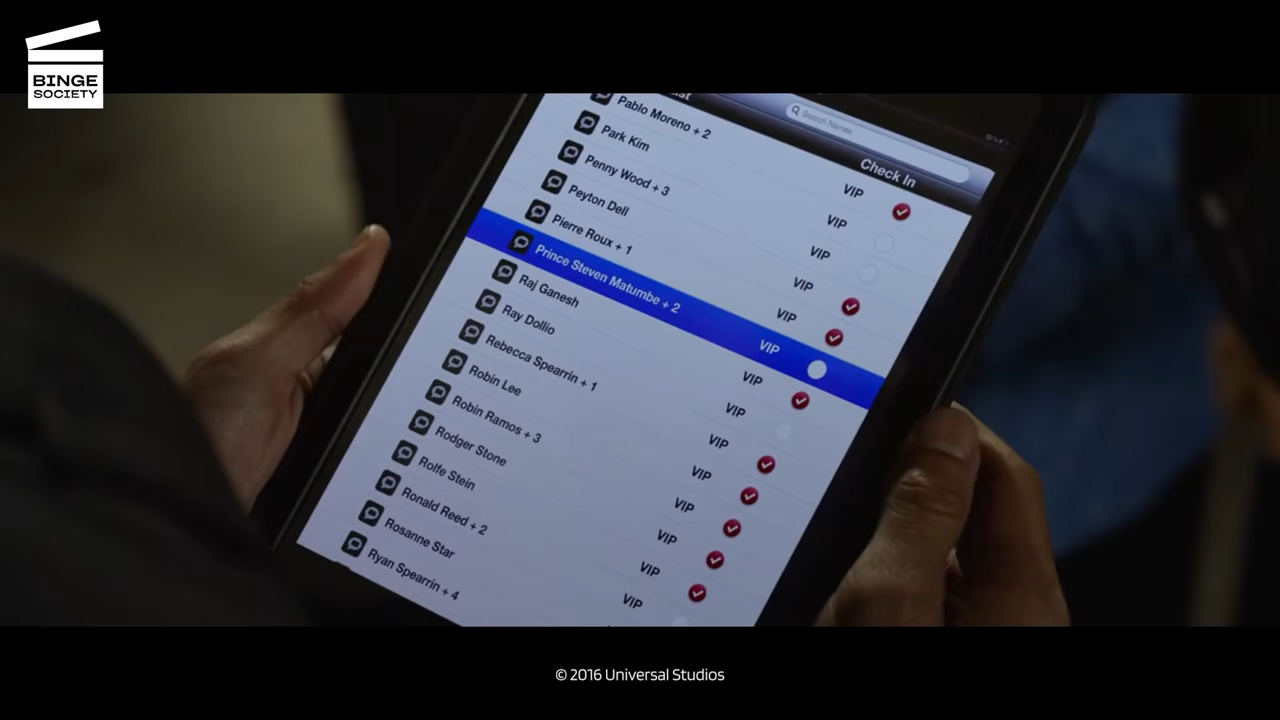 BINGE
SOCIETY
Search Names
Check In
Pablo Moreno + 2 VIP
Park Kim VIP
Penny Wood + 3 VIP
Peyton Dell VIP
Pierre Roux + 1 VIP
Prince Steven Matumbe + 2 VIP
Raj Ganesh VIP
Ray Dollio VIP
Rebecca Spearrin + 1 VIP
Robin Lee VIP
Robin Ramos + 3 VIP
Rodger Stone VIP
Rolfe Stein VIP
Ronald Reed + 2 VIP
Rosanne Star
Ryan Spearrin + 4
© 2016 Universal Studios